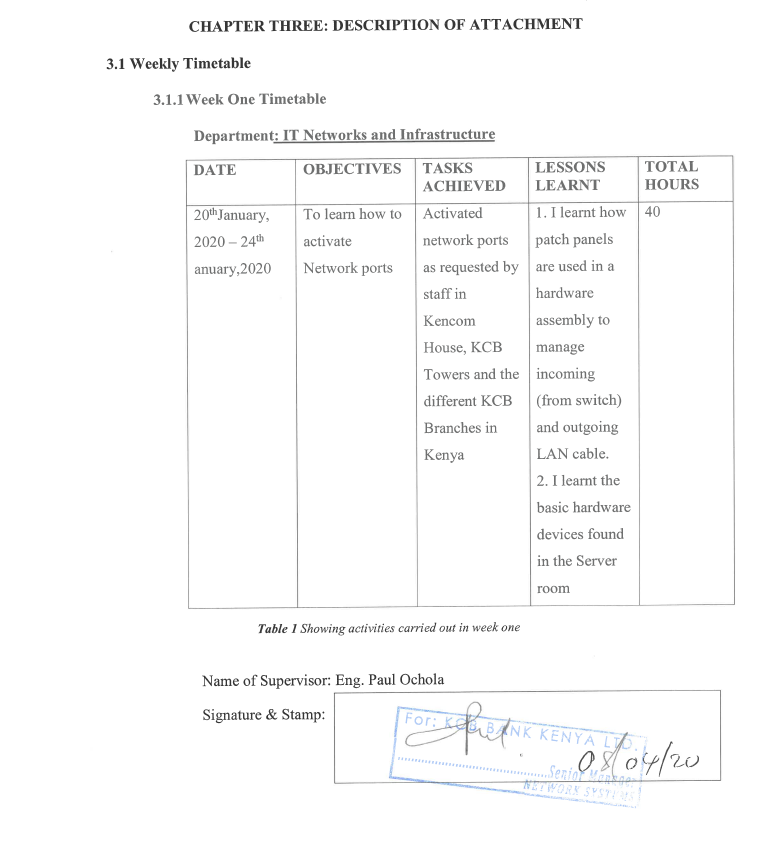 CHAPTER THREE: DESCRIPTION OF ATTACHMENT
3.1 Weekly Timetable
3.1.1 Week One Timetable
Department: IT Networks and Infrastructure
DATE
OBJECTIVES
TASKS
ACHIEVED
LESSONS
LEARNT
TOTAL
HOURS
20thJanuary,
2020 – 24th
anuary,2020
To learn how to
activate
Network ports
Activated
network ports
as requested by
staff in
Kencom
House, KCB
Towers and the
different KCB
Branches in
Kenya
1. I learnt how
patch panels
are used in a
hardware
assembly to
manage
incoming
(from switch)
and outgoing
LAN cable.
2. I learnt the
basic hardware
devices found
in the Server
room
40
Table 1 Showing activities carried out in week one
Name of Supervisor: Eng. Paul Ochola
Signature & Stamp:
For: KCB BANK KENYA LTD.
08/04/20
Senior Manager
NETWORK SYSTEMS